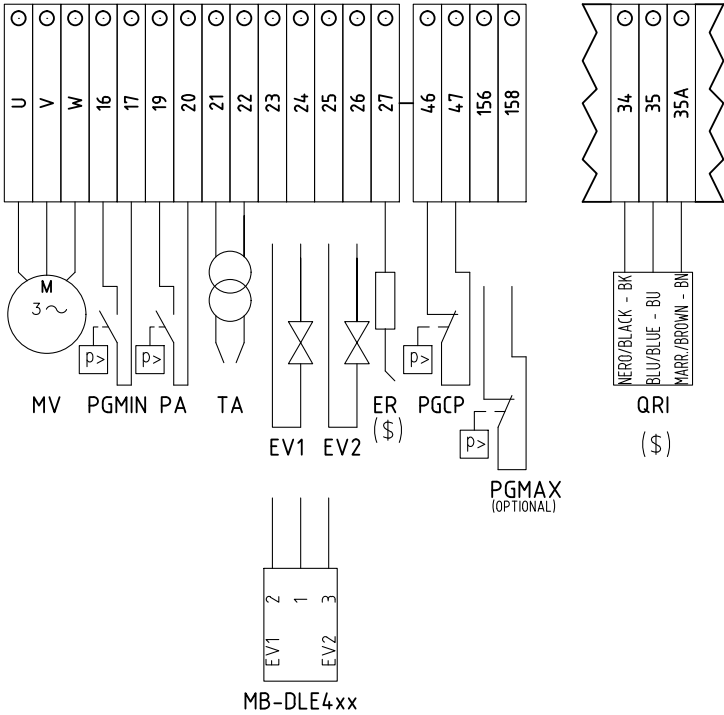 U V W 16 17 19 20 21 22 23 24 25 26 27 46 47 156 158 34 35 35A
M
3~
P> P> P>
NERO/BLACK - BK
BLU/BLUE - BU
MARR./BROWN - BN
MV PGMIN PA TA ER PGCP QRI
($) ($)
EV1 EV2
P>
PGMAX
(OPTIONAL)
2 1 3
EV1 EV2
MB-DLE4xx